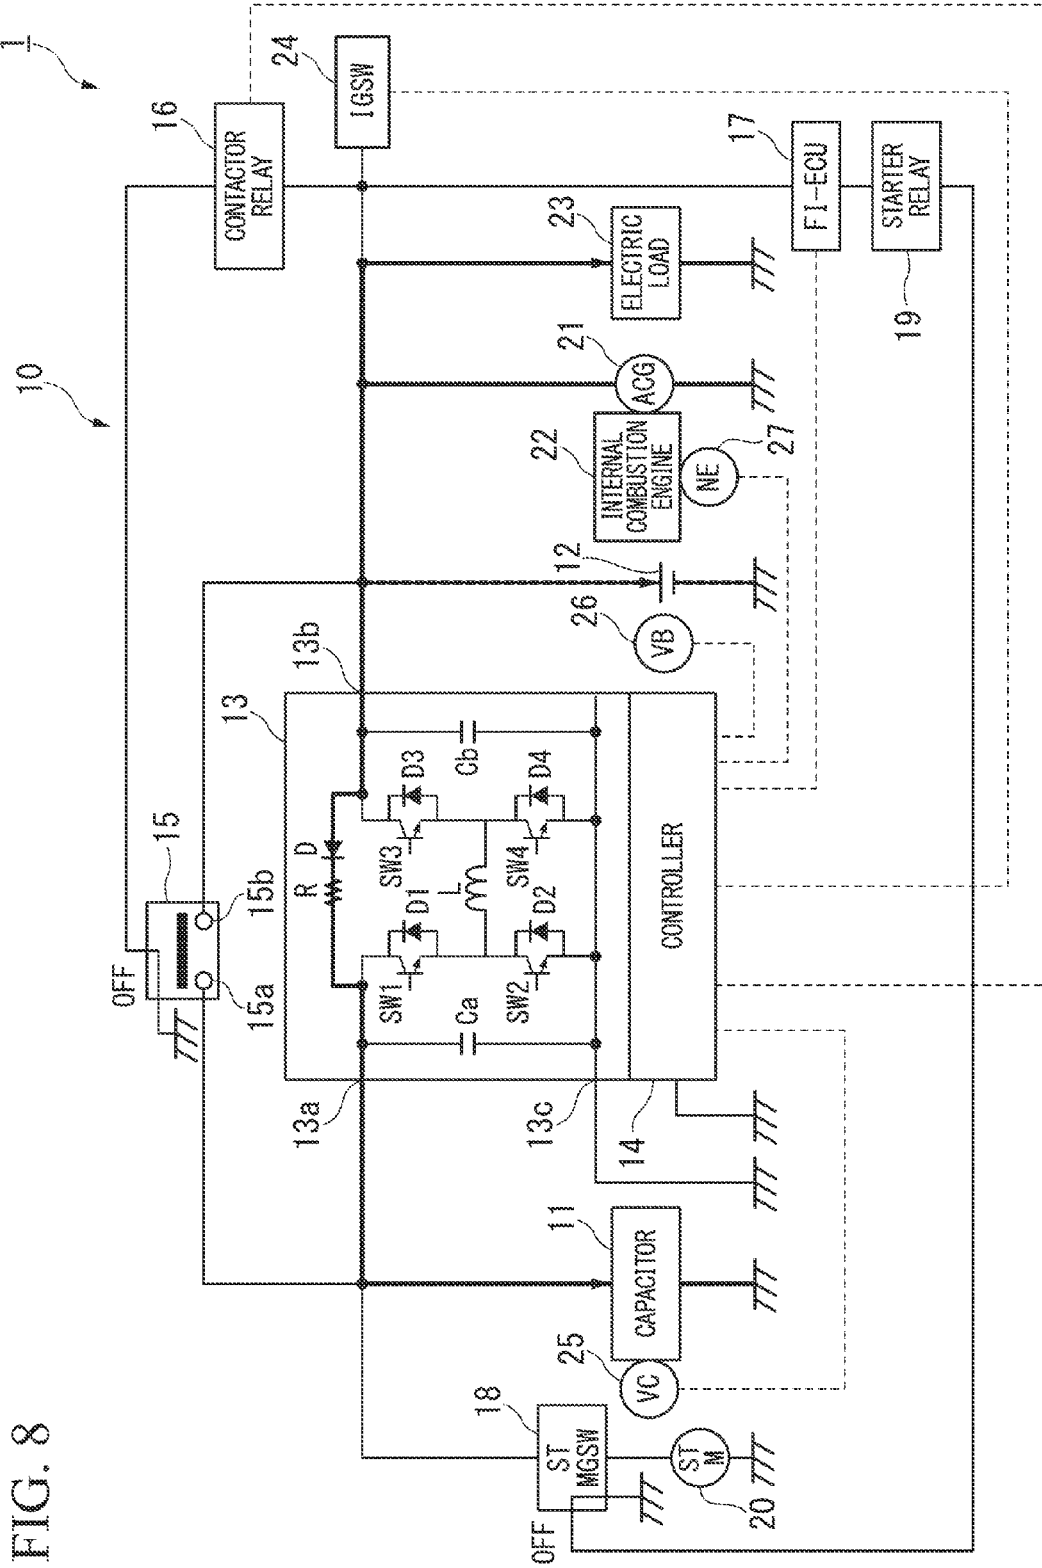 FIG. 8
1
10
OFF
15
15a
15b
16
CONTACTOR
RELAY
24
IGSW
13
R
D
13a
13b
SW1
D1
SW3
D3
Ca
L
Cb
SW2
D2
SW4
D4
13c
14
CONTROLLER
18
OFF
ST
MGSW
ST
M
20
25
VC
11
CAPACITOR
26
VB
12
22
INTERNAL
COMBUSTION
ENGINE
NE
27
21
ACG
23
ELECTRIC
LOAD
17
FI-ECU
STARTER
RELAY
19